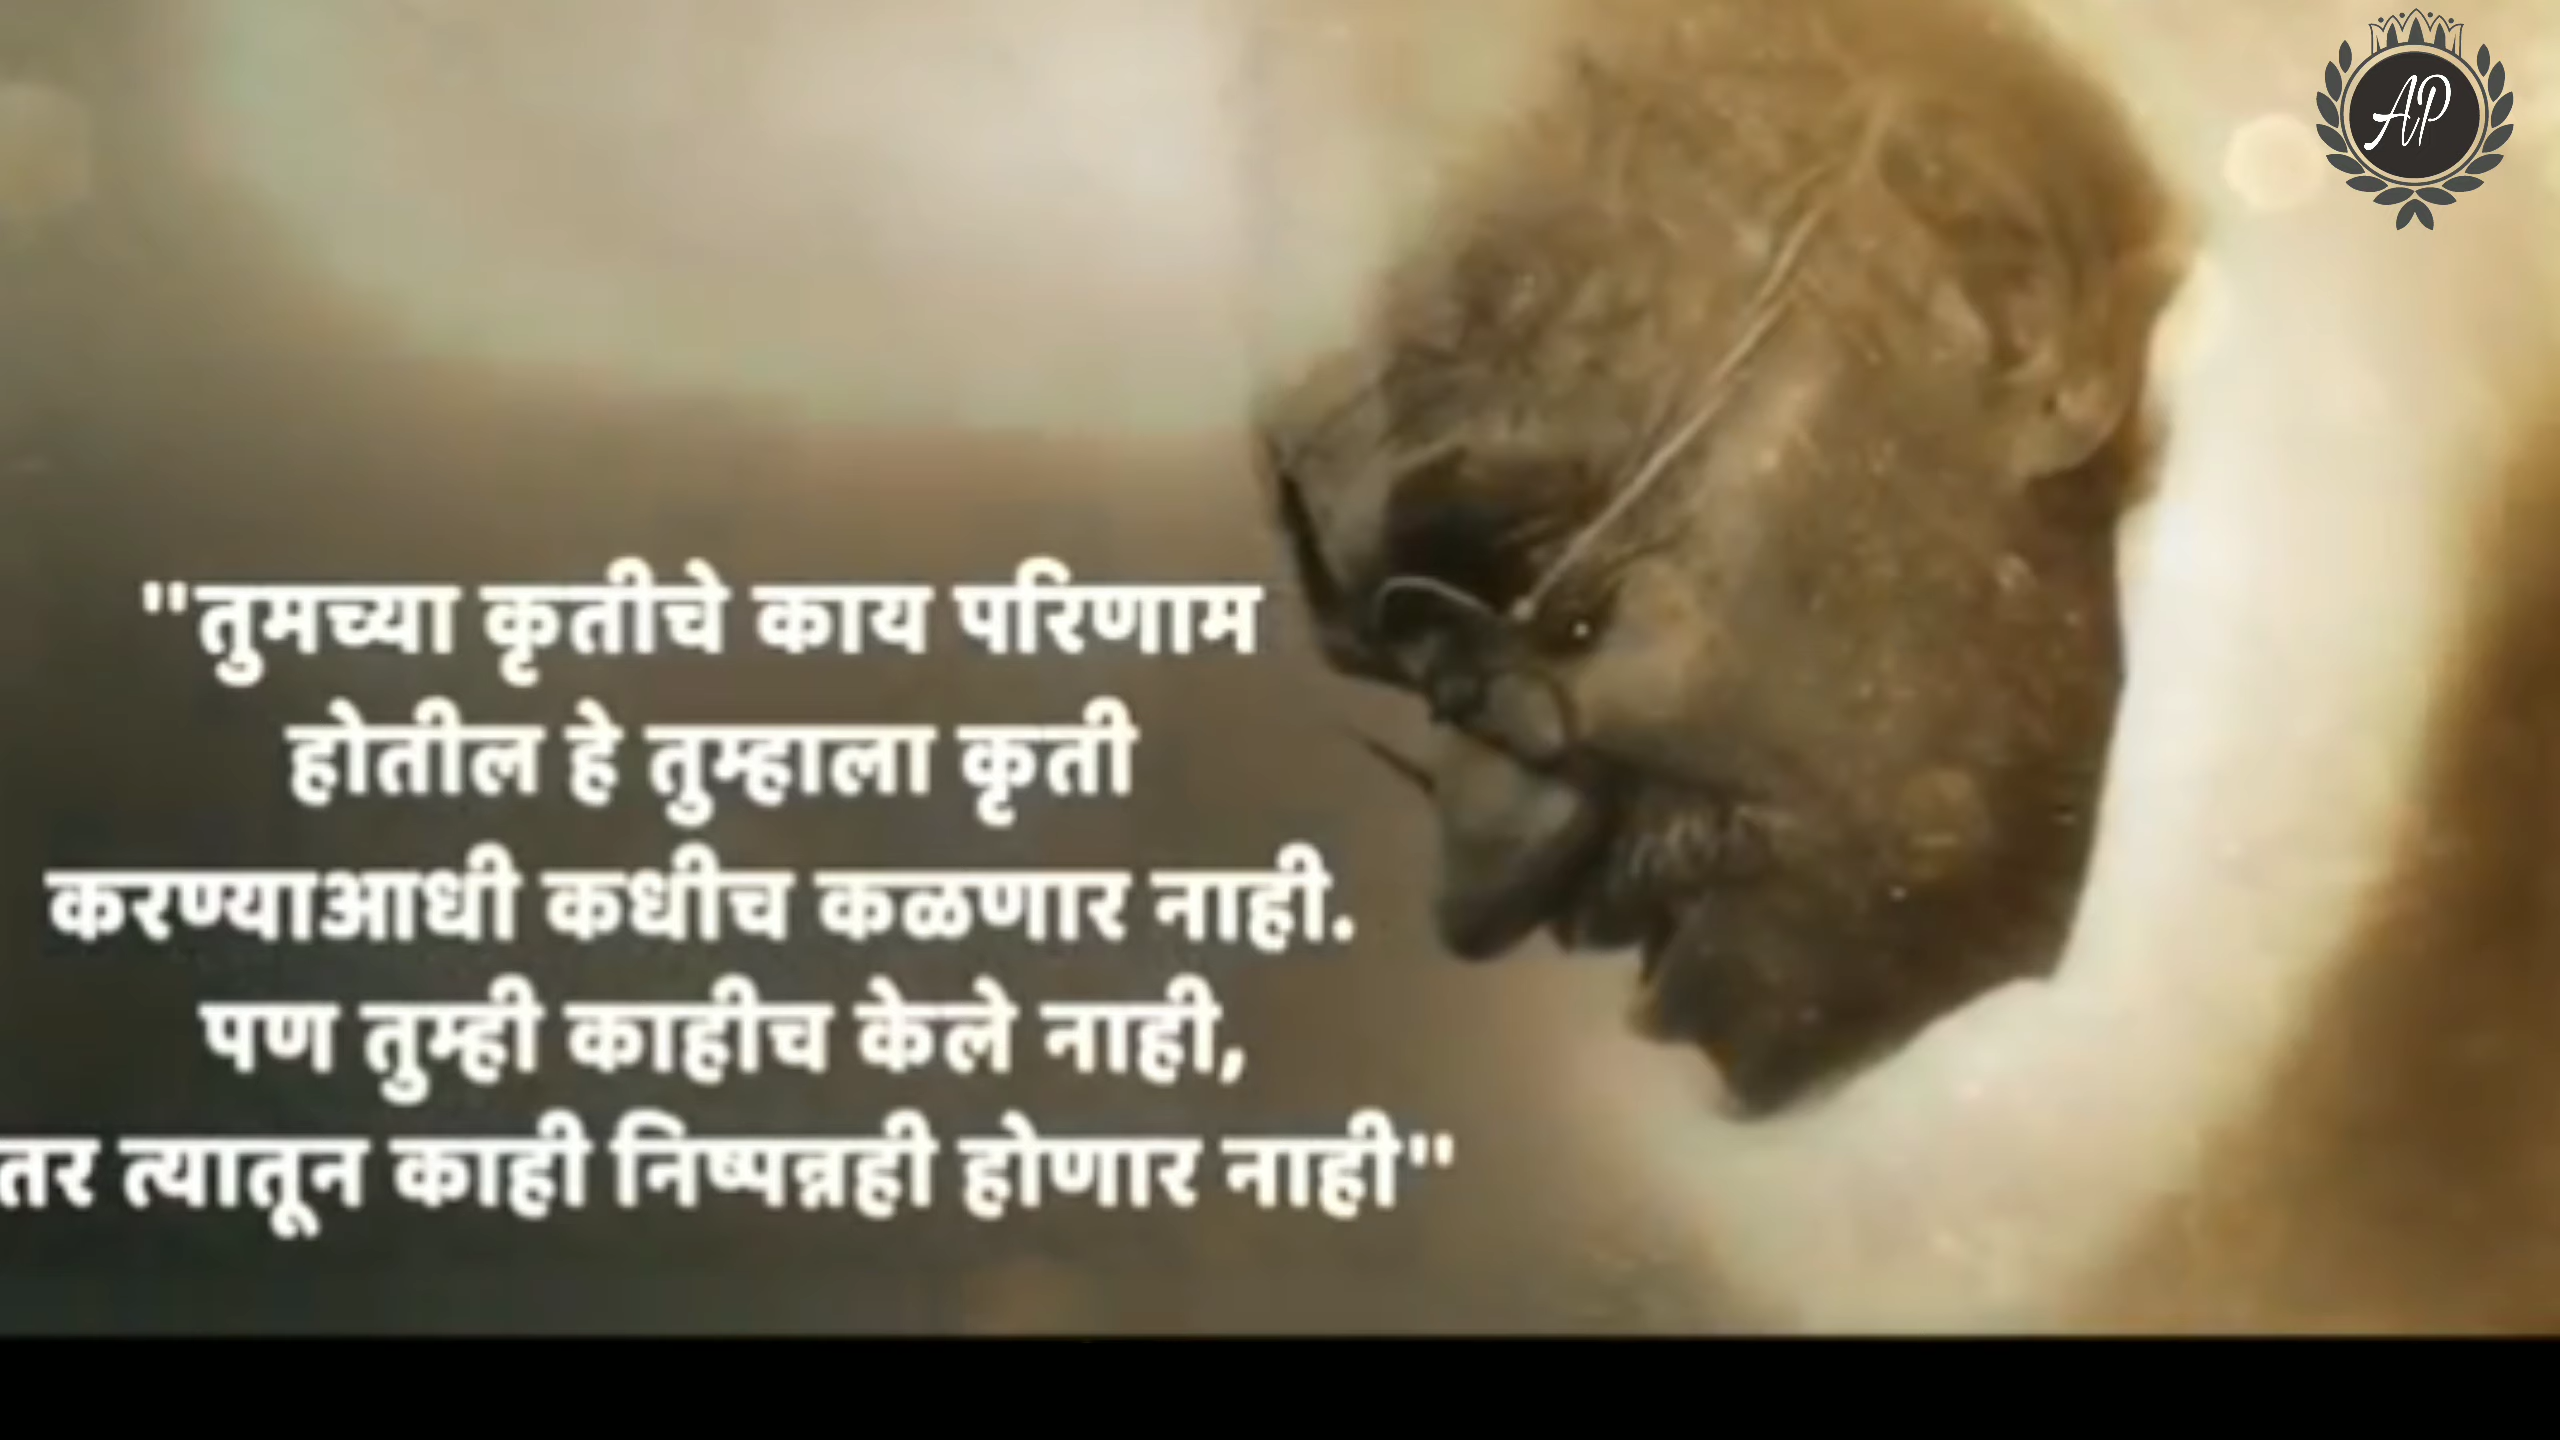 AP
"तुमच्या कृतीचे काय परिणाम
होतील हे तुम्हाला कृती
करण्याआधी कधीच कळणार नाही.
पण तुम्ही काहीच केले नाही,
तर त्यातून काही निष्पन्नही होणार नाही"